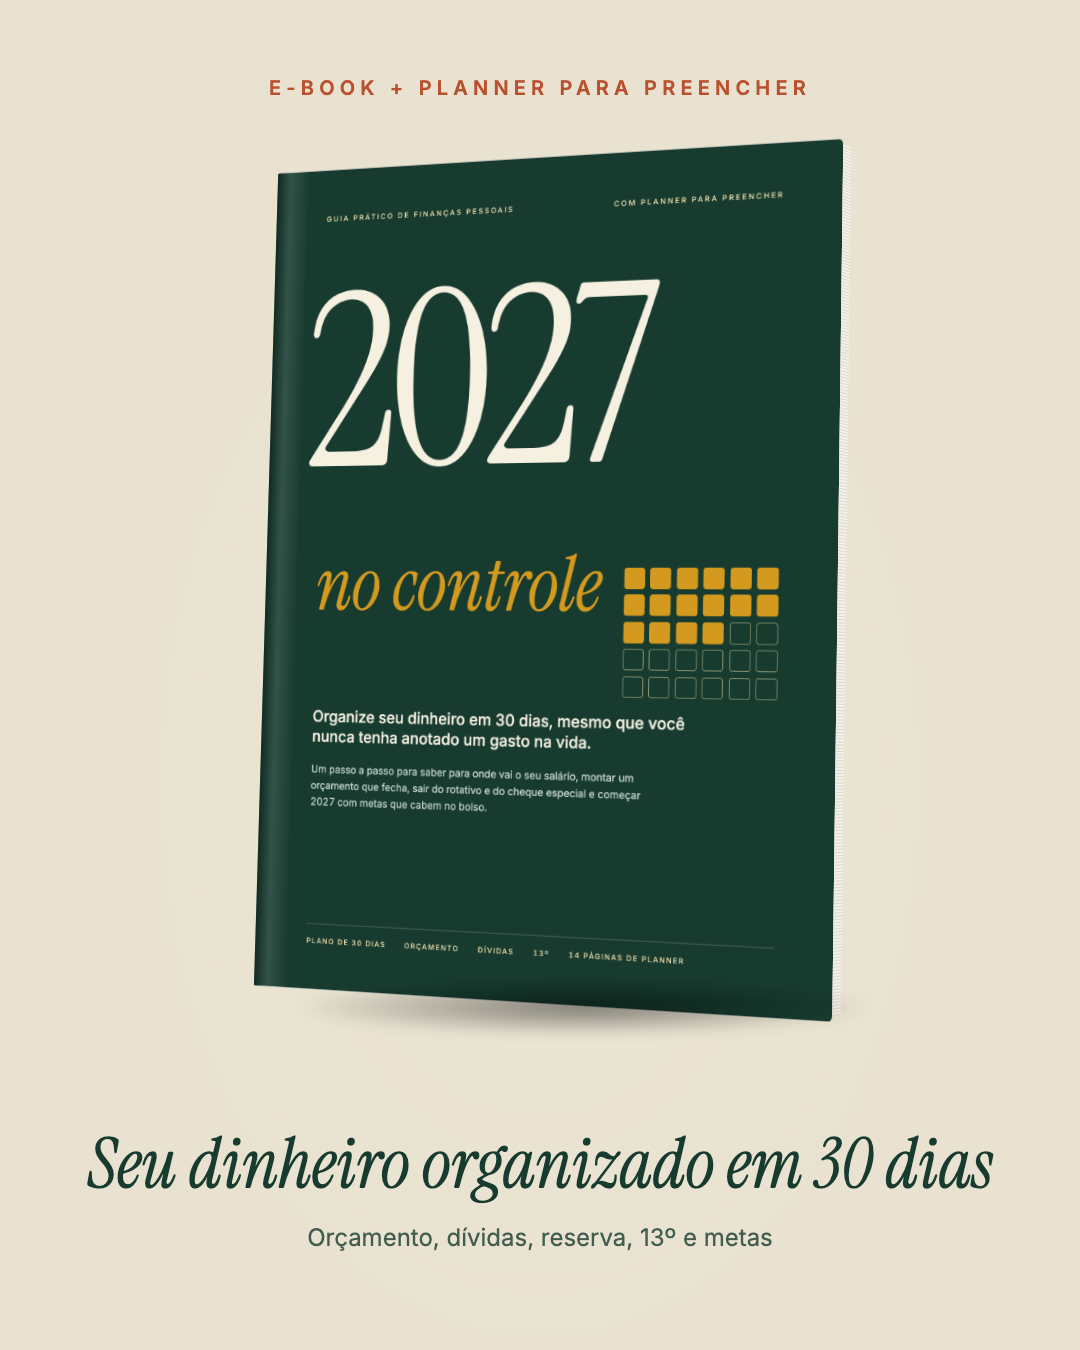 E-BOOK + PLANNER PARA PREENCHER
GUIA PRÁTICO DE FINANÇAS PESSOAIS
COM PLANNER PARA PREENCHER
2027
no controle
Organize seu dinheiro em 30 dias, mesmo que você
nunca tenha anotado um gasto na vida.
Um passo a passo para saber para onde vai o seu salário, montar um
orçamento que fecha, sair do rotativo e do cheque especial e começar
2027 com metas que cabem no bolso.
PLANO DE 30 DIAS ORÇAMENTO DÍVIDAS 13º 14 PÁGINAS DE PLANNER
Seu dinheiro organizado em 30 dias
Orçamento, dívidas, reserva, 13º e metas